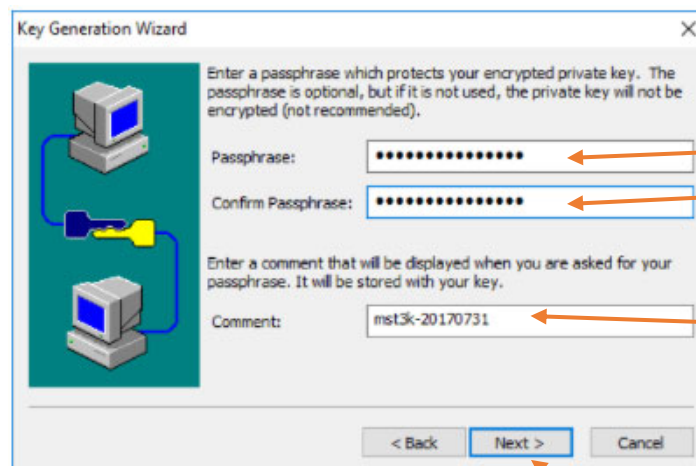 Key Generation Wizard
Enter a passphrase which protects your encrypted private key. The
passphrase is optional, but if it is not used, the private key will not be
encrypted (not recommended).
Passphrase: •••••••••••••••
Confirm Passphrase: •••••••••••••••
Enter a comment that will be displayed when you are asked for your
passphrase. It will be stored with your key.
Comment: mst3k-20170731
< Back Next > Cancel